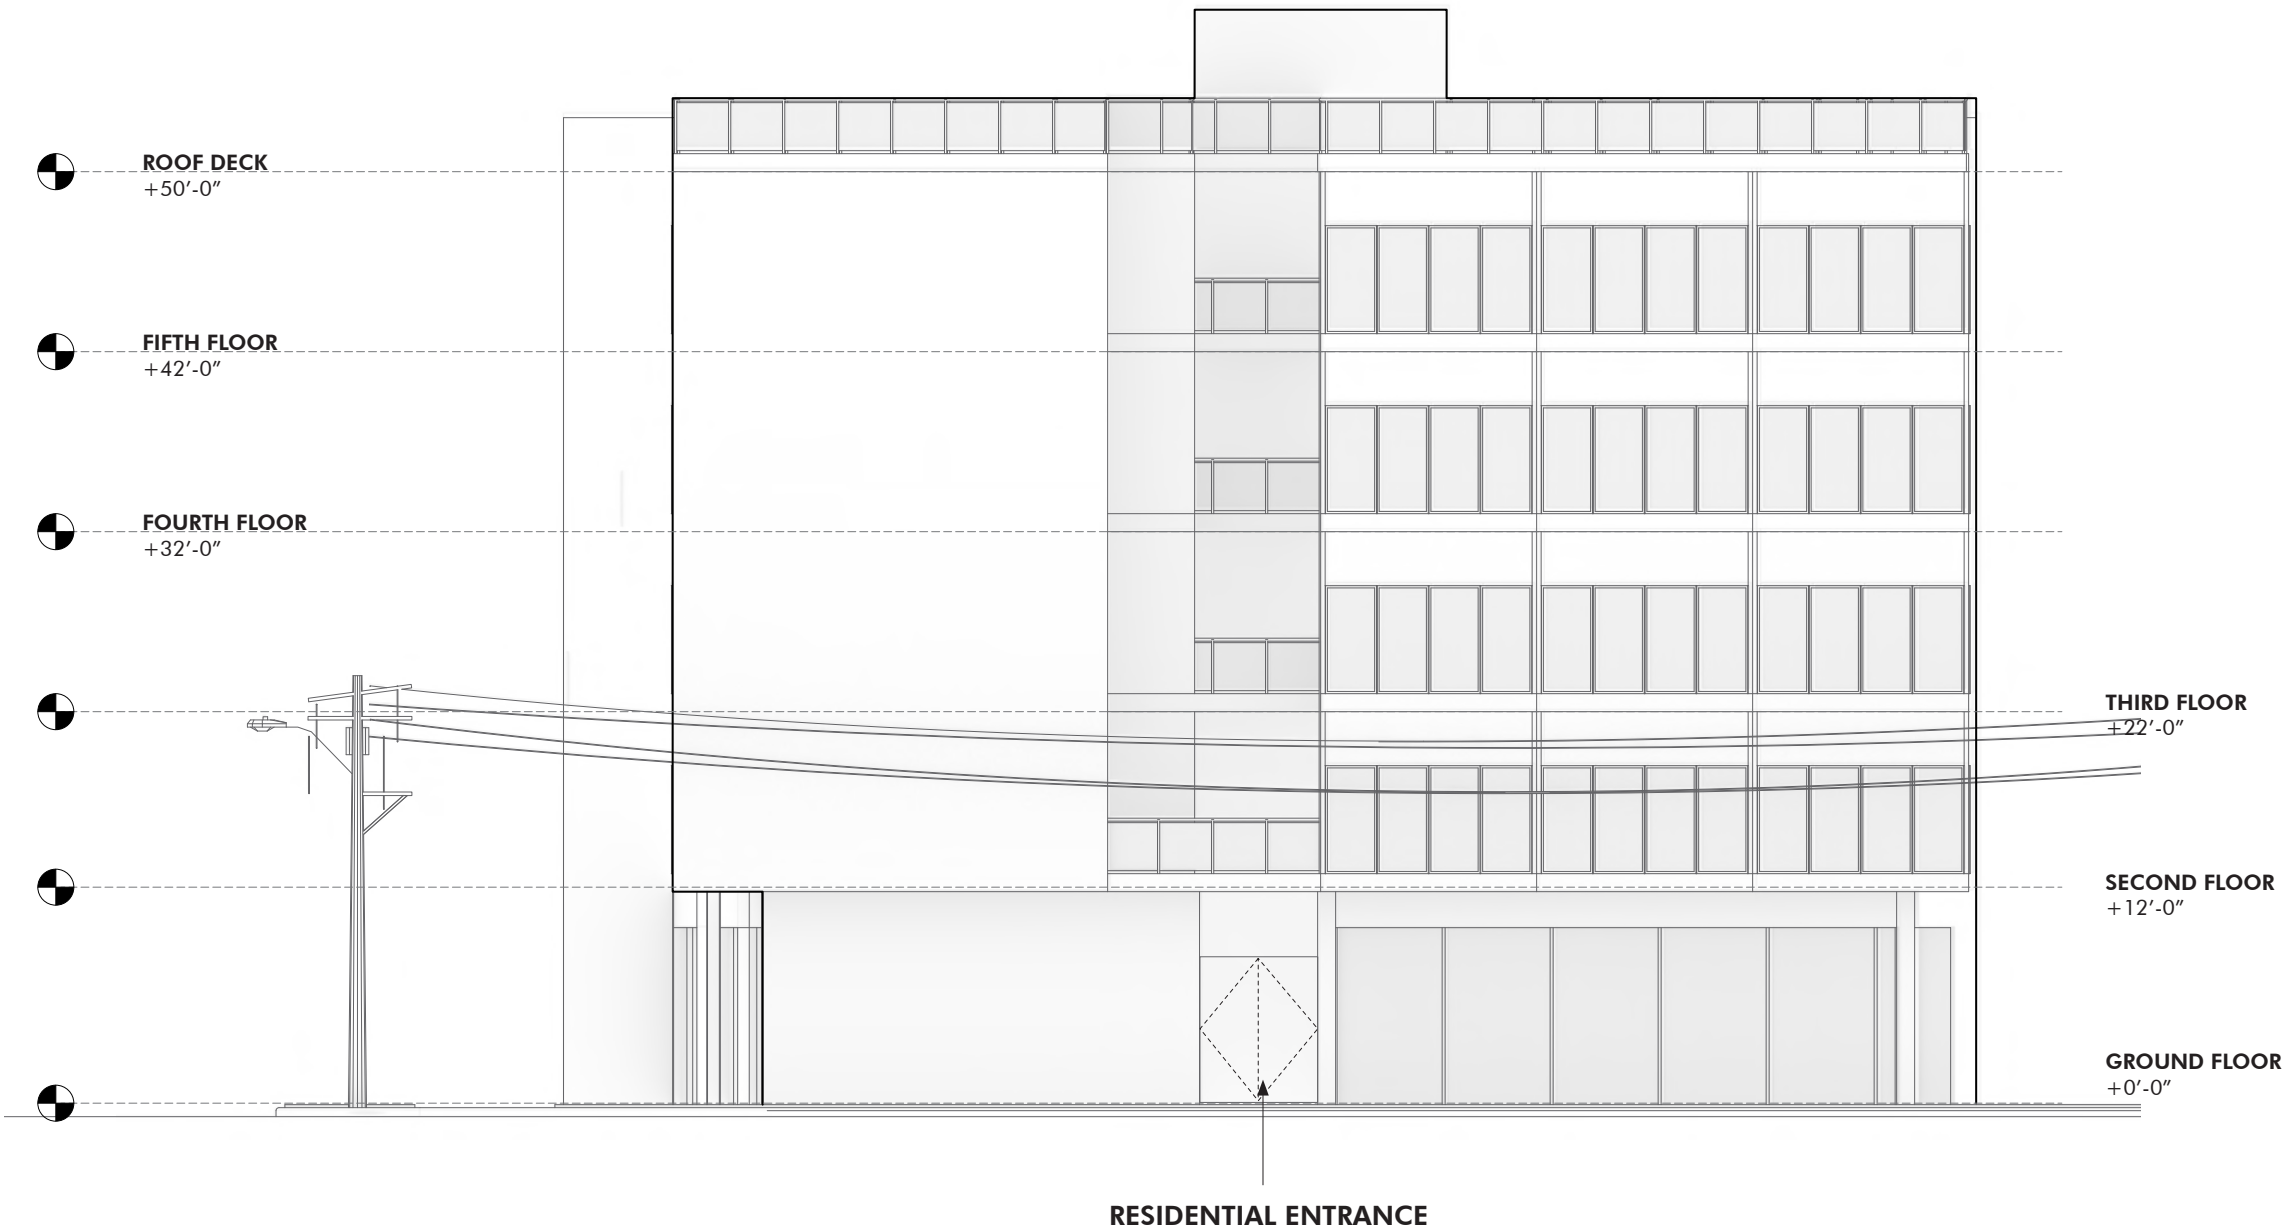 ROOF DECK
+50′-0″
FIFTH FLOOR
+42′-0″
FOURTH FLOOR
+32′-0″
THIRD FLOOR
+22′-0″
SECOND FLOOR
+12′-0″
GROUND FLOOR
+0′-0″
RESIDENTIAL ENTRANCE